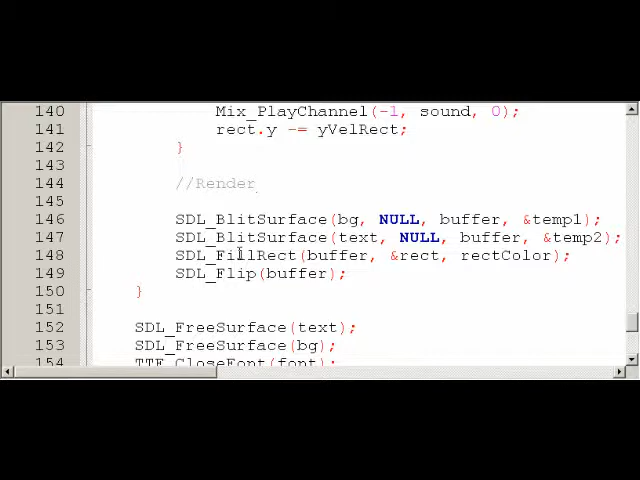 140 Mix_PlayChannel(-1, sound, 0);
141 rect.y -= yVelRect;
142 }
143
144 //Render
145
146 SDL_BlitSurface(bg, NULL, buffer, &temp1);
147 SDL_BlitSurface(text, NULL, buffer, &temp2);
148 SDL_FillRect(buffer, &rect, rectColor);
149 SDL_Flip(buffer);
150 }
151
152 SDL_FreeSurface(text);
153 SDL_FreeSurface(bg);
154 TTF_CloseFont(font);